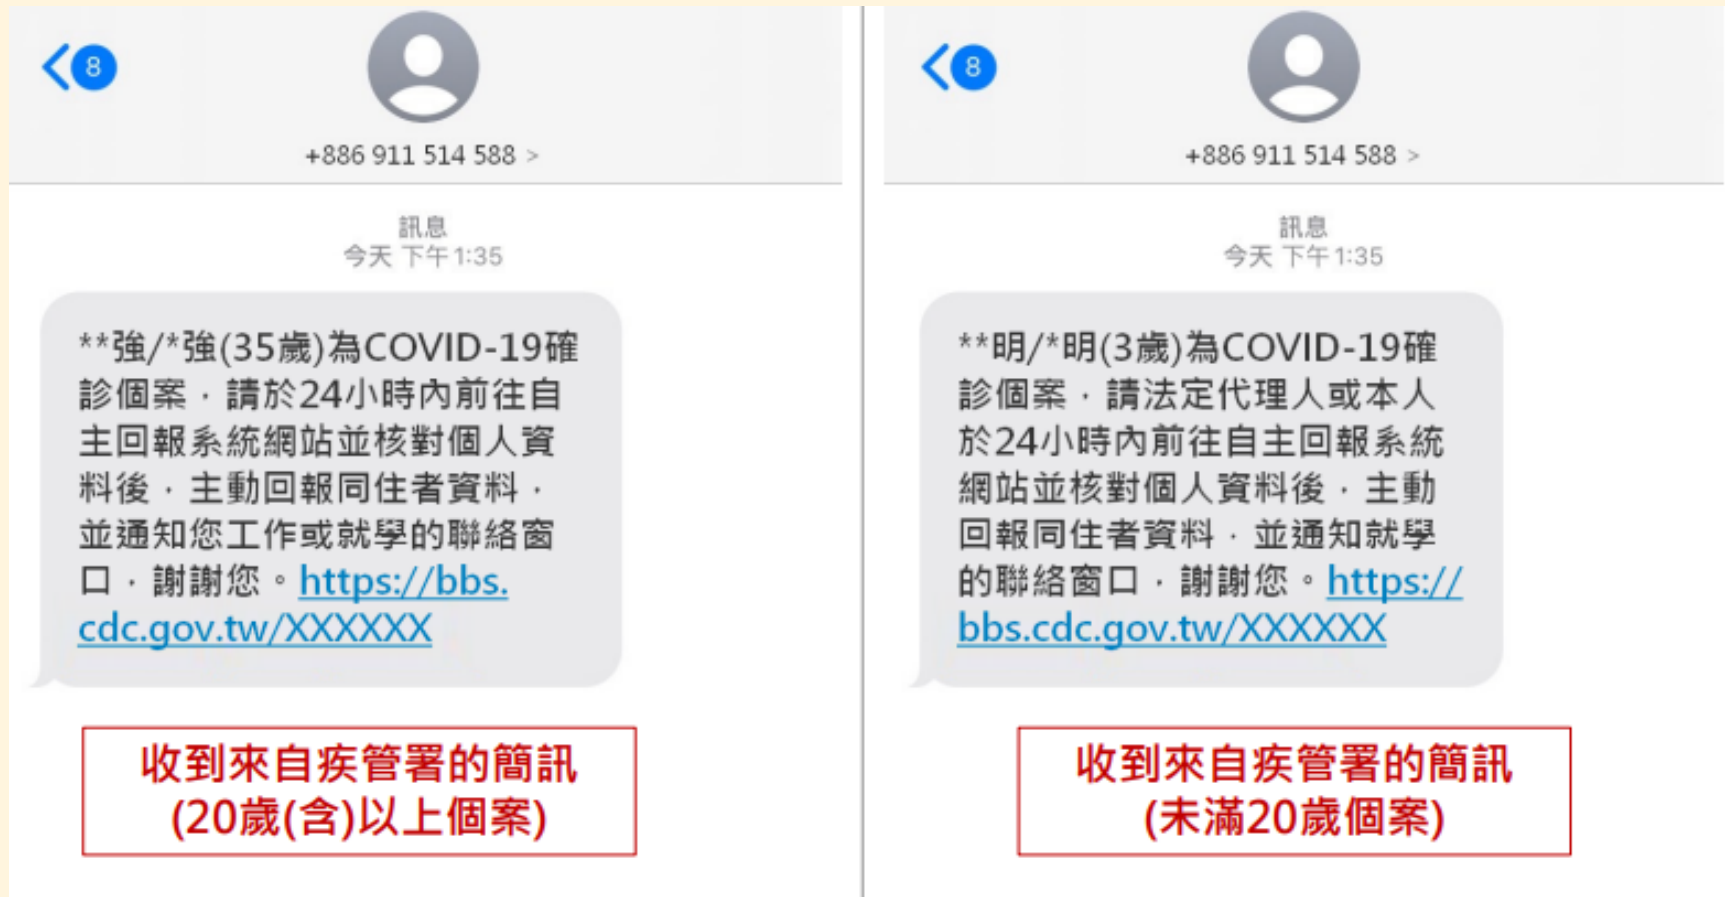 8
+886 911 514 588 >
訊息
今天 下午 1:35
**強/*強(35歲)為COVID-19確
診個案，請於24小時內前往自
主回報系統網站並核對個人資
料後，主動回報同住者資料，
並通知您工作或就學的聯絡窗
口，謝謝您。https://bbs.
cdc.gov.tw/XXXXXX
收到來自疾管署的簡訊
(20歲(含)以上個案)
8
+886 911 514 588 >
訊息
今天 下午 1:35
**明/*明(3歲)為COVID-19確
診個案，請法定代理人或本人
於24小時內前往自主回報系統
網站並核對個人資料後，主動
回報同住者資料，並通知就學
的聯絡窗口，謝謝您。https://
bbs.cdc.gov.tw/XXXXXX
收到來自疾管署的簡訊
(未滿20歲個案)